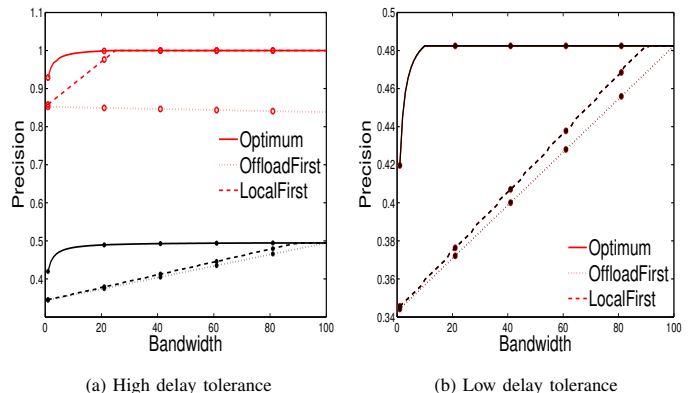 1.1
1
0.9
0.8
0.7
0.6
0.5
0.4
Precision
0 20 40 60 80 100
Bandwidth
Optimum
OffloadFirst
LocalFirst
(a) High delay tolerance
0.5
0.48
0.46
0.44
0.42
0.4
0.38
0.36
0.34
Precision
0 20 40 60 80 100
Bandwidth
Optimum
OffloadFirst
LocalFirst
(b) Low delay tolerance